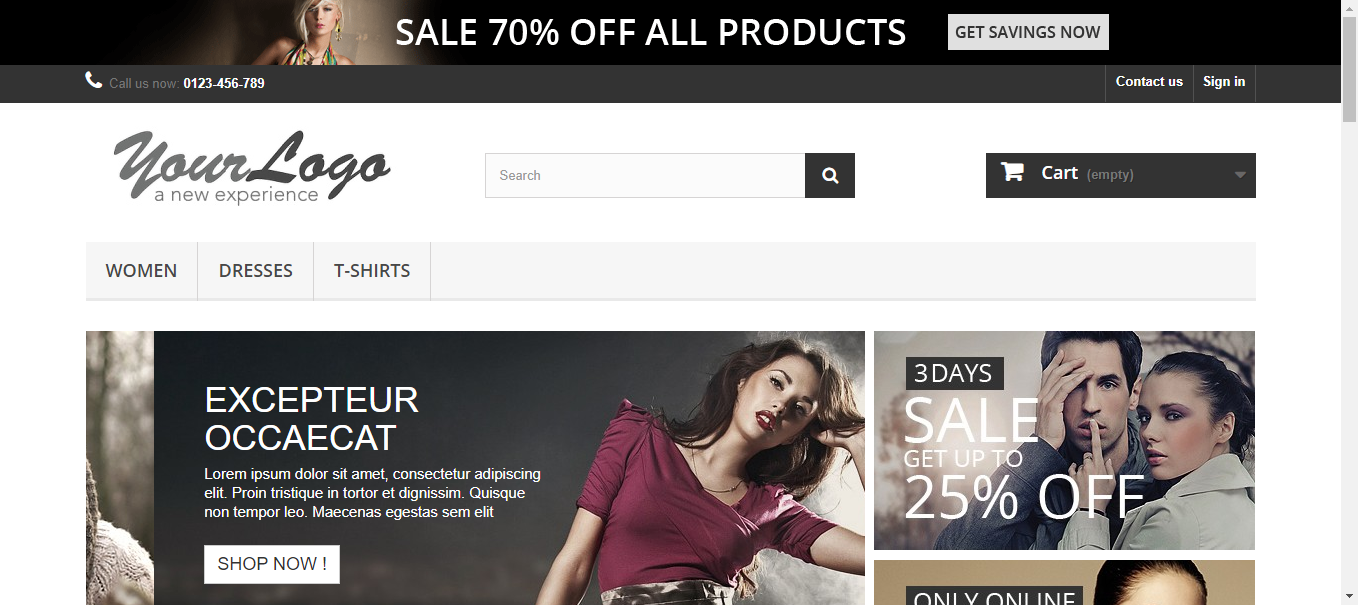 SALE 70% OFF ALL PRODUCTS
GET SAVINGS NOW
Call us now: 0123-456-789
Contact us
Sign in
YourLogo
a new experience
Search
Cart (empty)
WOMEN
DRESSES
T-SHIRTS
EXCEPTEUR
OCCAECAT
Lorem ipsum dolor sit amet, consectetur adipiscing
elit. Proin tristique in tortor et dignissim. Quisque
non tempor leo. Maecenas egestas sem elit
SHOP NOW !
3 DAYS
SALE
GET UP TO
25% OFF
ONLY ONLINE